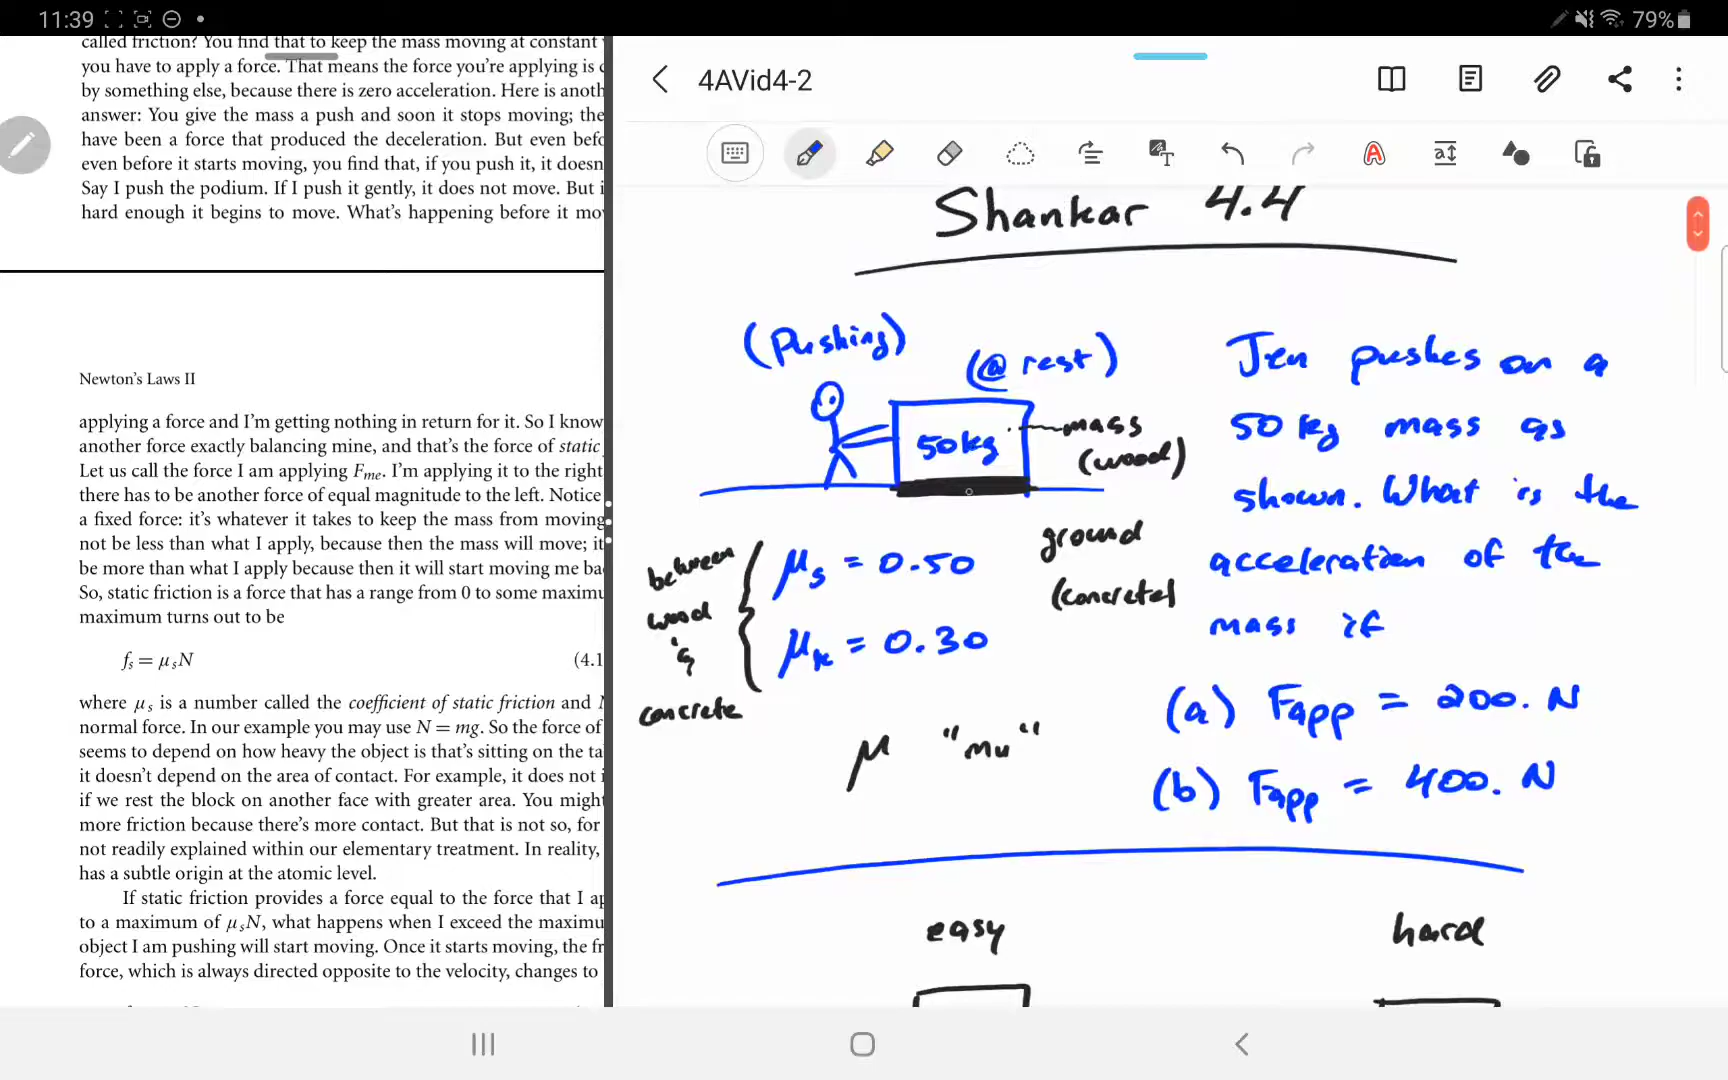 11:39
79%
called friction? You find that to keep the mass moving at constant
you have to apply a force. That means the force you're applying is
by something else, because there is zero acceleration. Here is anoth
answer: You give the mass a push and soon it stops moving; the
have been a force that produced the deceleration. But even befo
even before it starts moving, you find that, if you push it, it doesn
Say I push the podium. If I push it gently, it does not move. But i
hard enough it begins to move. What's happening before it mo
Newton's Laws II
applying a force and I'm getting nothing in return for it. So I know
another force exactly balancing mine, and that's the force of static
Let us call the force I am applying Fme. I'm applying it to the right
there has to be another force of equal magnitude to the left. Notice
a fixed force: it's whatever it takes to keep the mass from moving
not be less than what I apply, because then the mass will move; it
be more than what I apply because then it will start moving me ba
So, static friction is a force that has a range from 0 to some maximu
maximum turns out to be
fs = μsN (4.1
where μs is a number called the coefficient of static friction and N
normal force. In our example you may use N = mg. So the force of
seems to depend on how heavy the object is that's sitting on the ta
it doesn't depend on the area of contact. For example, it does not i
if we rest the block on another face with greater area. You might
more friction because there's more contact. But that is not so, for
not readily explained within our elementary treatment. In reality,
has a subtle origin at the atomic level.
If static friction provides a force equal to the force that I ap
to a maximum of μsN, what happens when I exceed the maximu
object I am pushing will start moving. Once it starts moving, the fr
force, which is always directed opposite to the velocity, changes to
4AVid4-2
Shankar 4.4
(Pushing)
(@ rest)
50kg
mass
(wood)
ground
(concrete)
between
wood
&
concrete
μs = 0.50
μk = 0.30
μ "mu"
Jen pushes on a
50 kg mass as
shown. What is the
acceleration of the
mass if
(a) Fapp = 200. N
(b) Fapp = 400. N
easy
hard